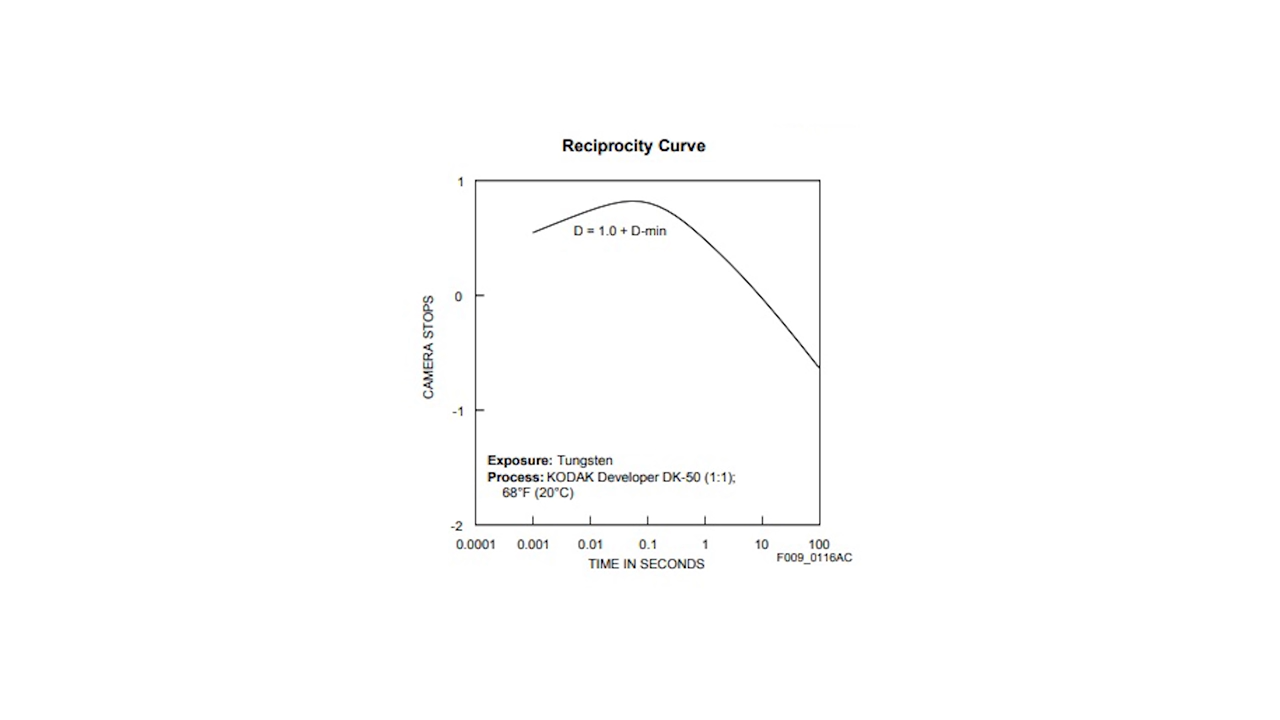 Reciprocity Curve
1
D = 1.0 + D-min
0
CAMERA STOPS
-1
Exposure: Tungsten
Process: KODAK Developer DK-50 (1:1);
68°F (20°C)
-2
0.0001 0.001 0.01 0.1 1 10 100
F009_0116AC
TIME IN SECONDS